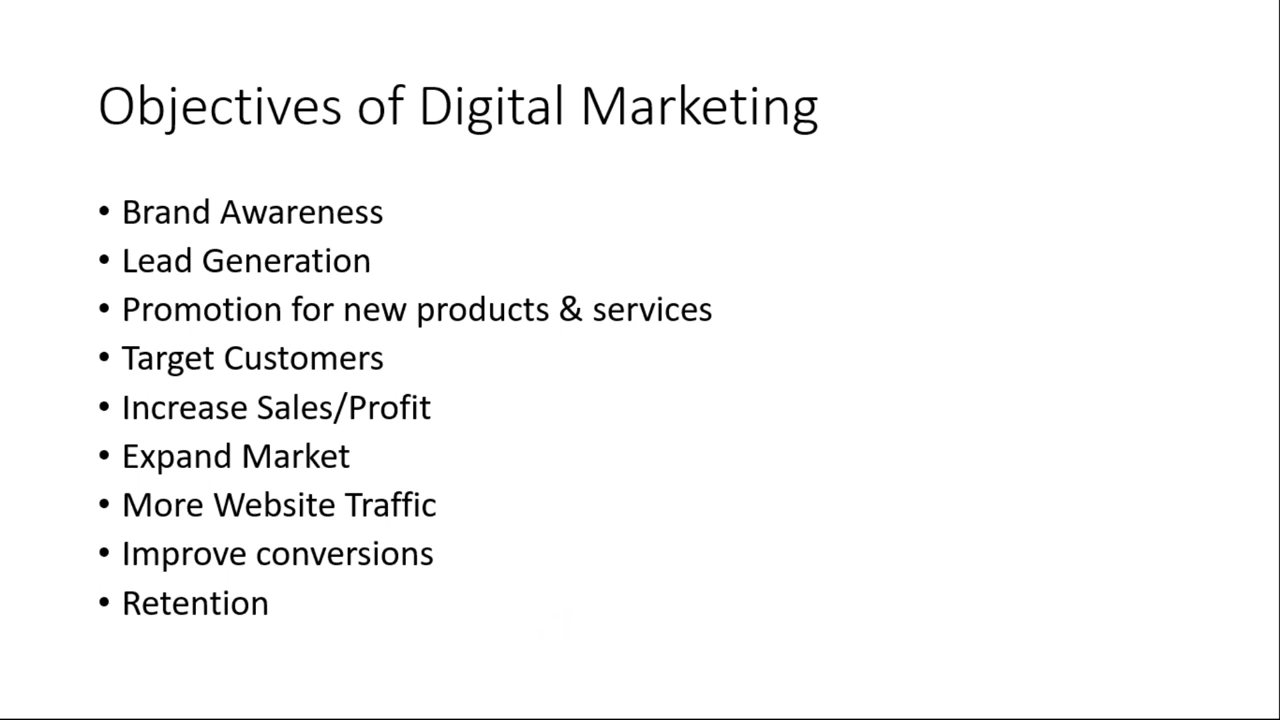 Objectives of Digital Marketing
• Brand Awareness
• Lead Generation
• Promotion for new products & services
• Target Customers
• Increase Sales/Profit
• Expand Market
• More Website Traffic
• Improve conversions
• Retention